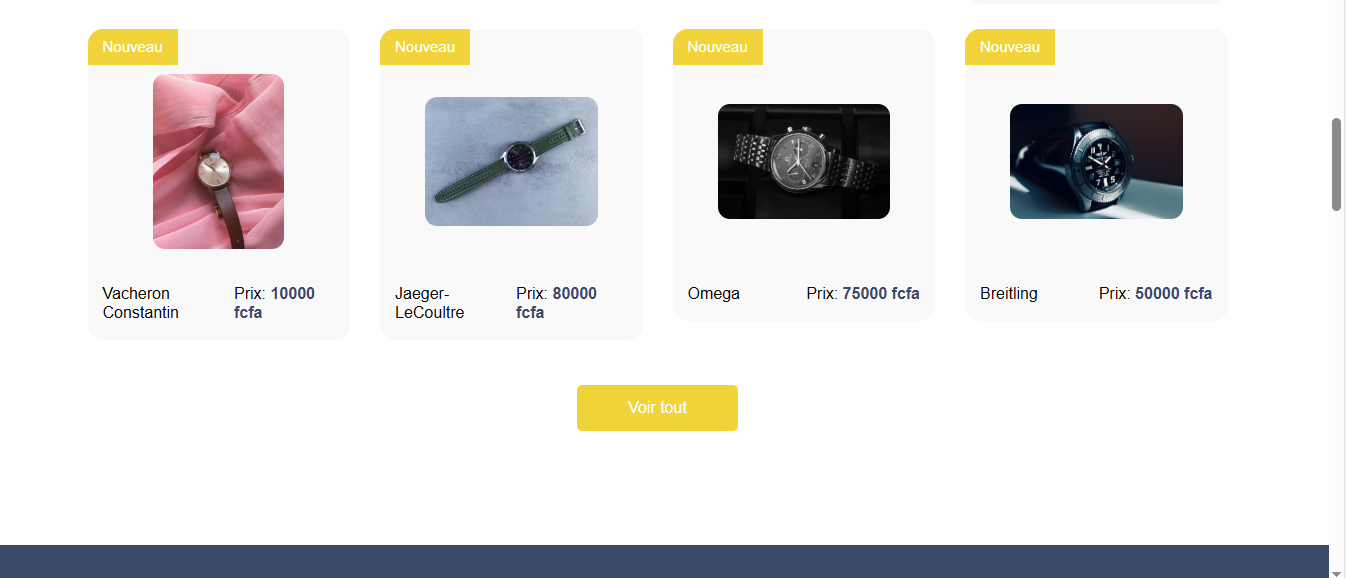 Nouveau
Nouveau
Nouveau
Nouveau
Vacheron
Constantin
Prix: 10000
fcfa
Jaeger-
LeCoultre
Prix: 80000
fcfa
Omega
Prix: 75000 fcfa
Breitling
Prix: 50000 fcfa
Voir tout